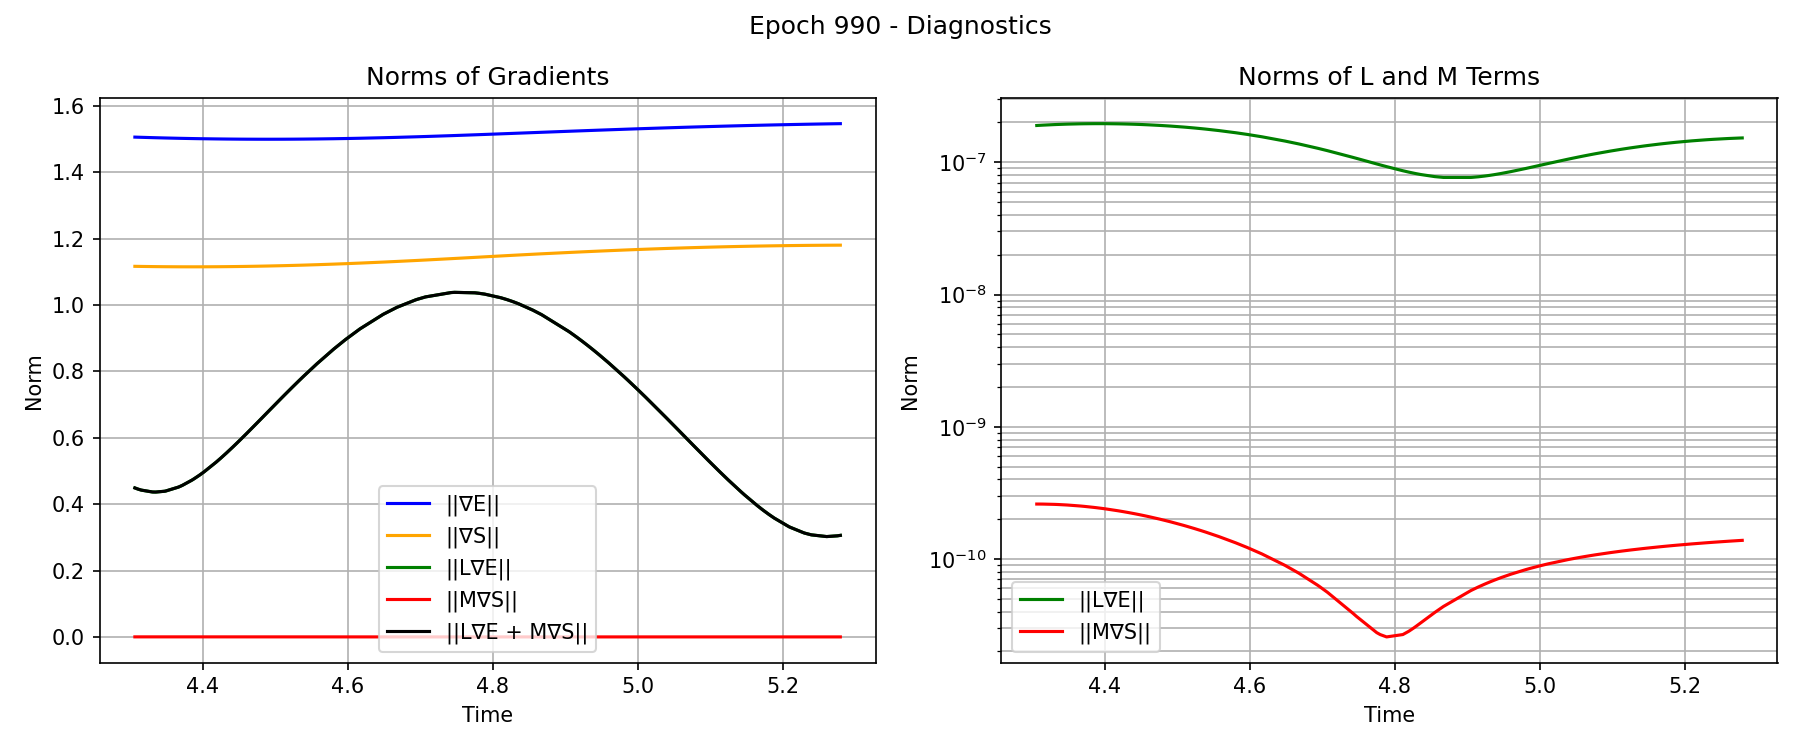 Epoch 990 - Diagnostics
Norms of Gradients
Norm
1.6
1.4
1.2
1.0
0.8
0.6
0.4
0.2
0.0
||∇E||
||∇S||
||L∇E||
||M∇S||
||L∇E + M∇S||
4.4 4.6 4.8 5.0 5.2
Time
Norms of L and M Terms
Norm
10⁻⁷
10⁻⁸
10⁻⁹
10⁻¹⁰
||L∇E||
||M∇S||
4.4 4.6 4.8 5.0 5.2
Time